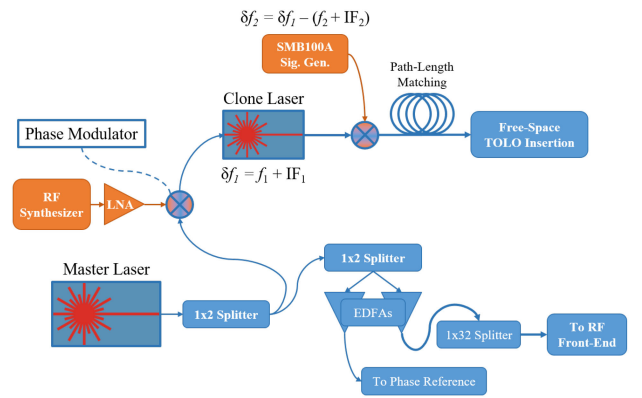 δf2 = δf1 − (f2 + IF2)
SMB100A
Sig. Gen.
Path-Length
Matching
Clone Laser
Free-Space
TOLO Insertion
Phase Modulator
δf1 = f1 + IF1
RF
Synthesizer
LNA
1x2 Splitter
Master Laser
1x2 Splitter
EDFAs
1x32 Splitter
To RF
Front-End
To Phase Reference